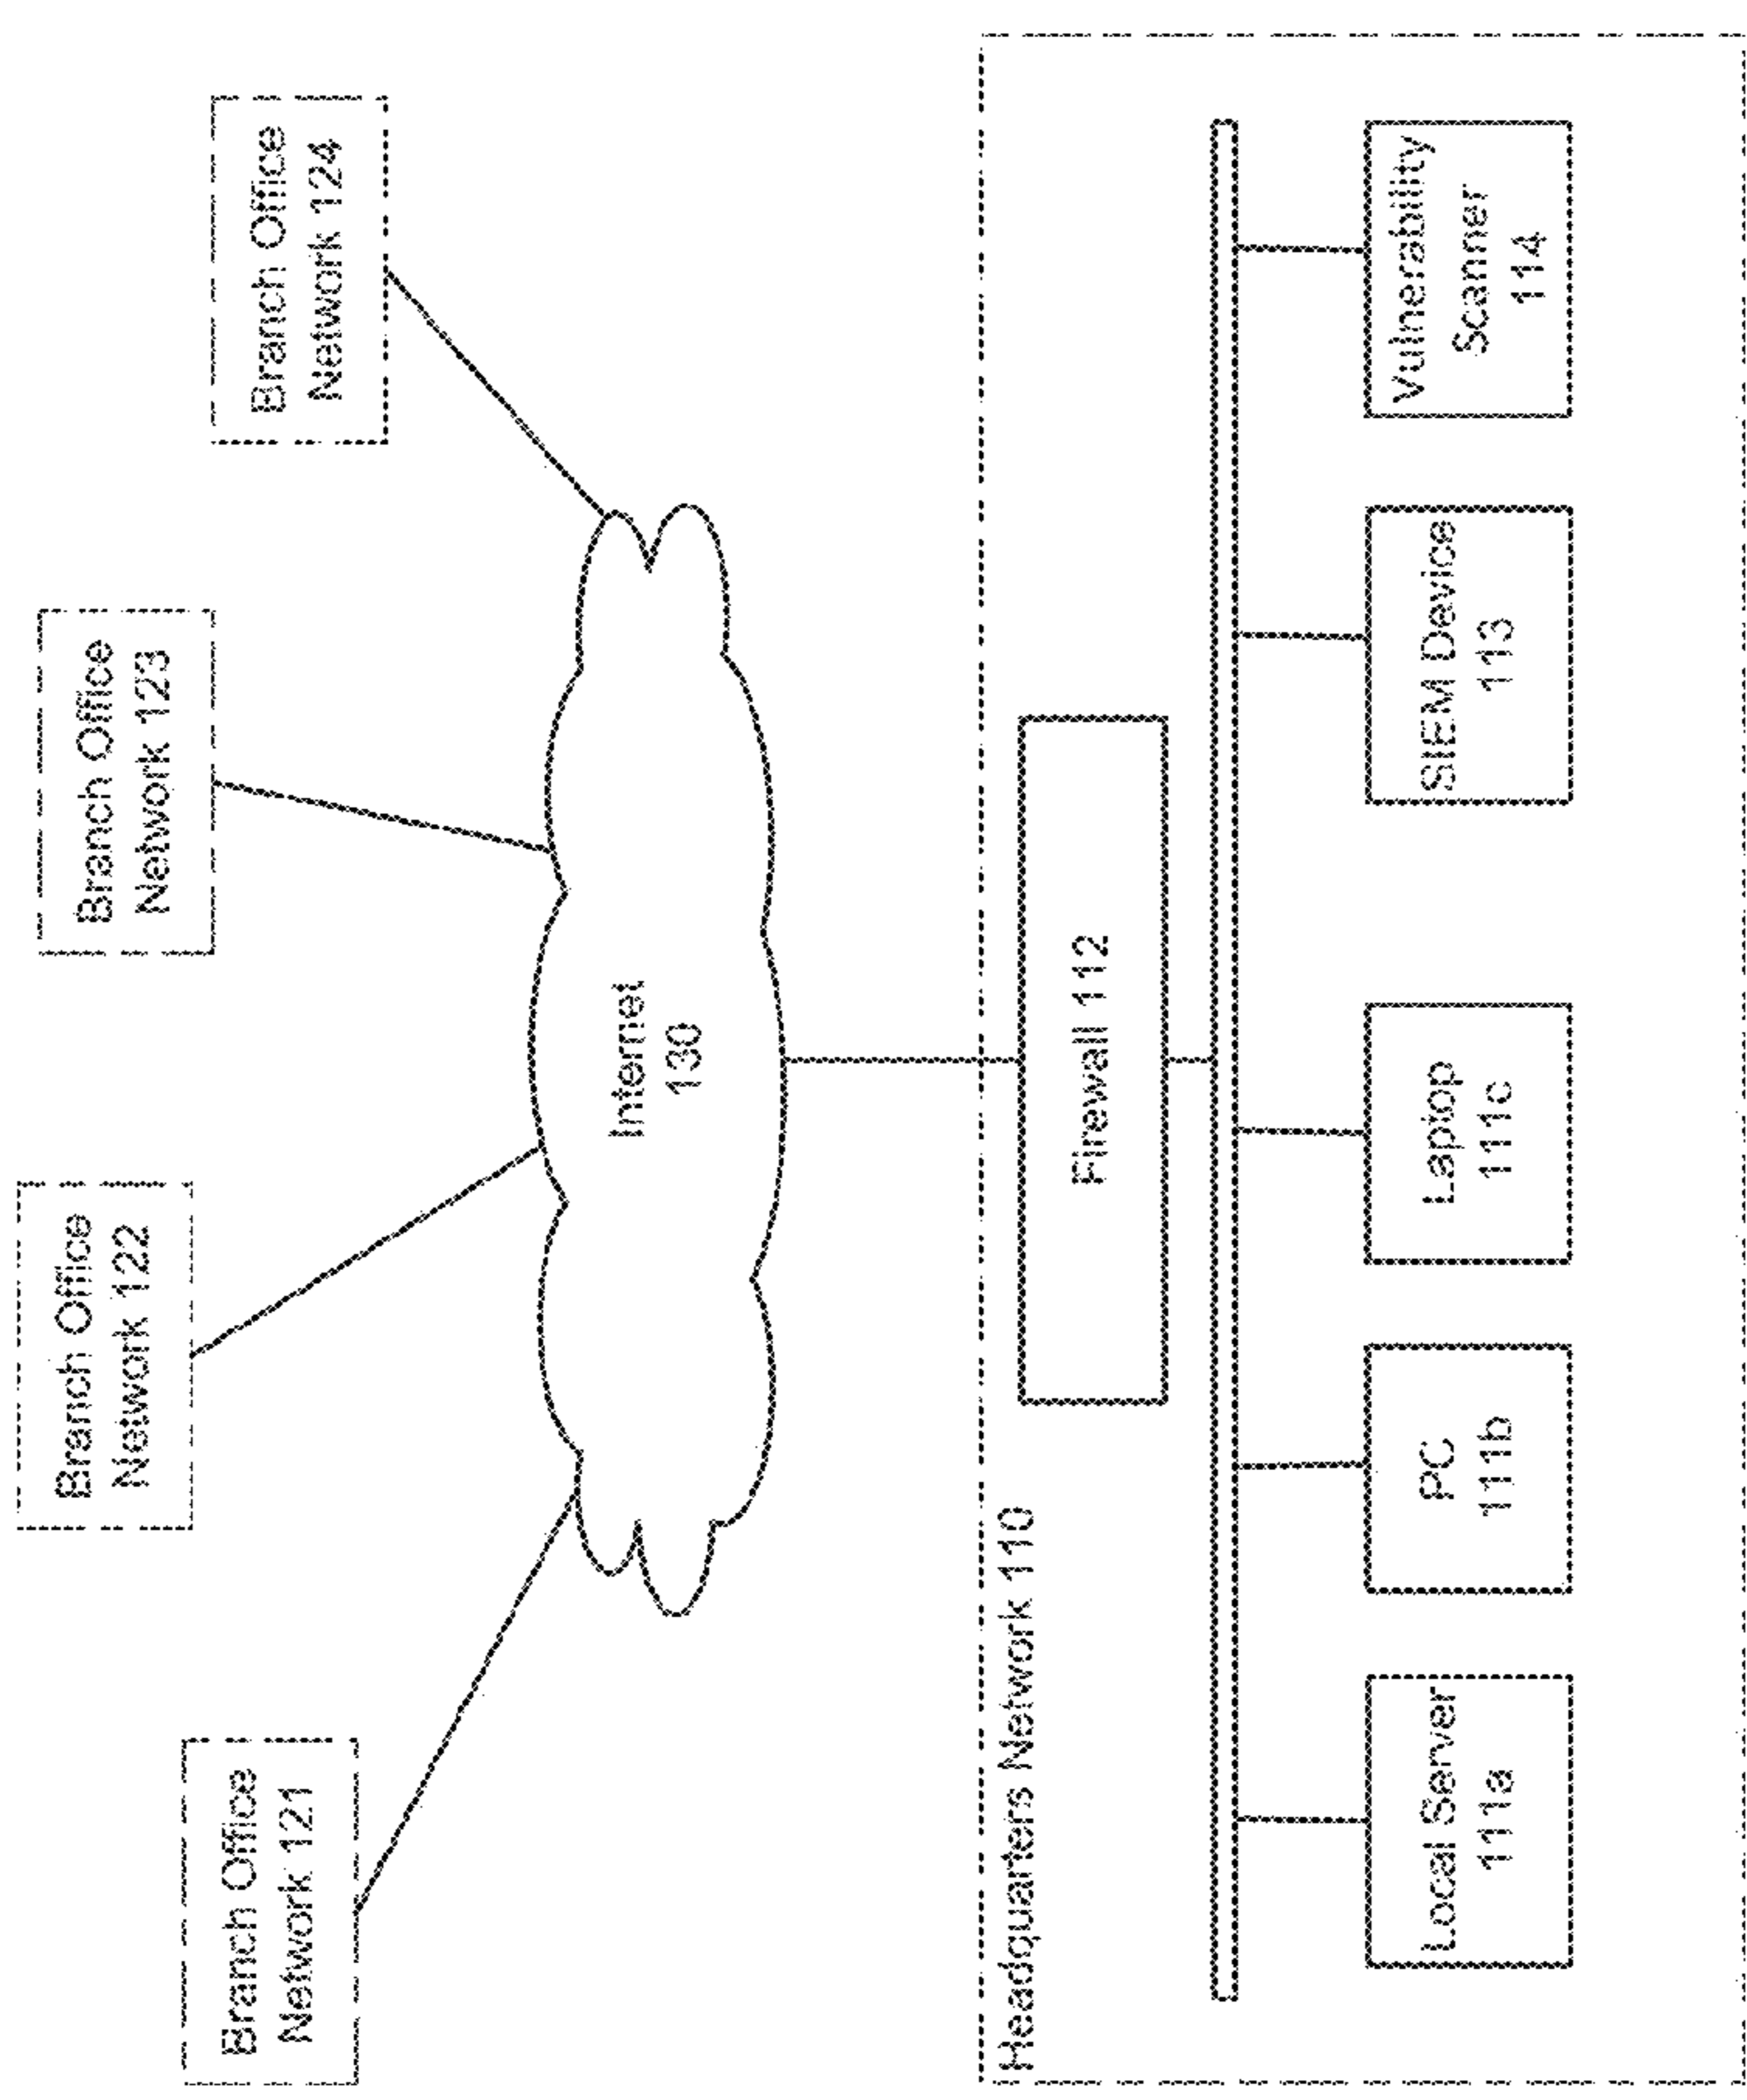 Branch Office
Network 121
Branch Office
Network 122
Branch Office
Network 123
Branch Office
Network 124
Internet
130
Headquarters Network 110
Firewall 112
Local Server
111a
PC
111b
Laptop
111c
SIEM Device
113
Vulnerability
Scanner
114